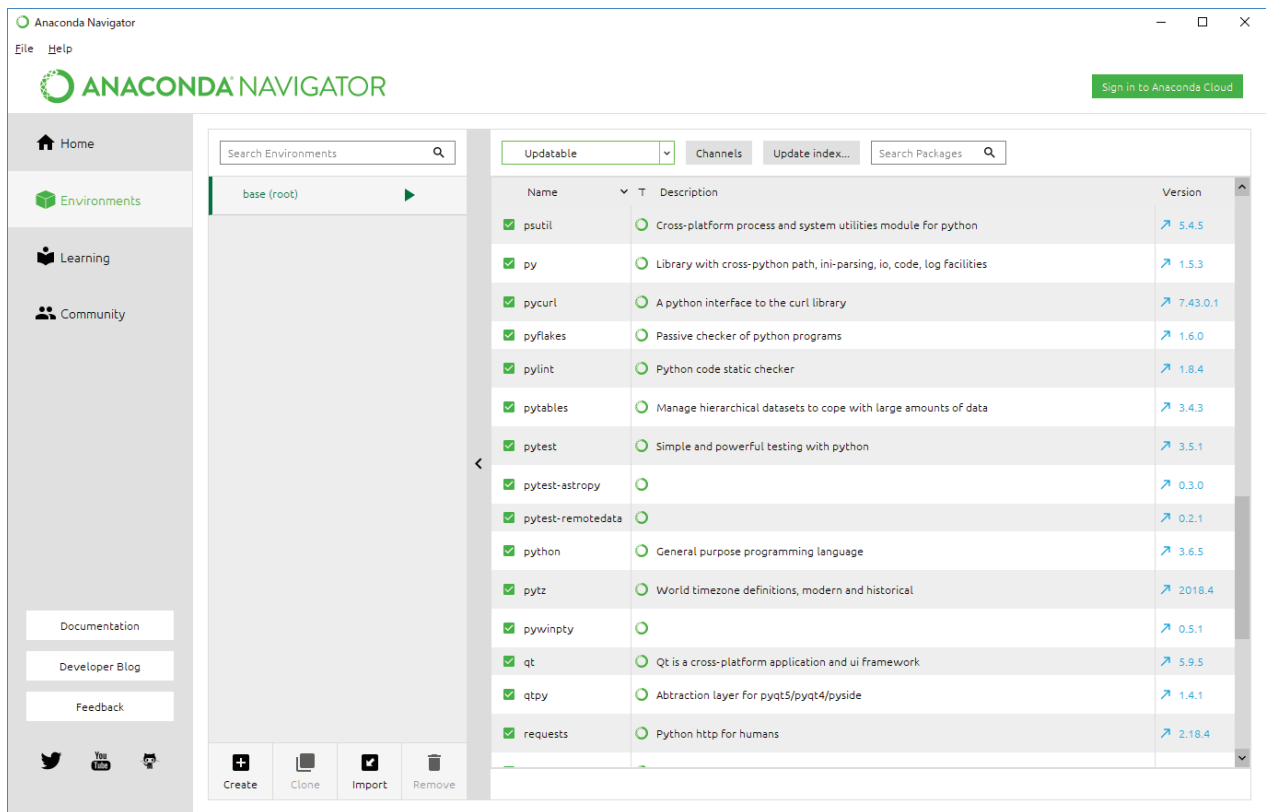 Anaconda Navigator
File Help
ANACONDA NAVIGATOR
Sign in to Anaconda Cloud
Home
Environments
Learning
Community
Documentation
Developer Blog
Feedback
You
Tube
Search Environments
base (root)
Create Clone Import Remove
Updatable Channels Update index... Search Packages
Name T Description Version
psutil Cross-platform process and system utilities module for python 5.4.5
py Library with cross-python path, ini-parsing, io, code, log facilities 1.5.3
pycurl A python interface to the curl library 7.43.0.1
pyflakes Passive checker of python programs 1.6.0
pylint Python code static checker 1.8.4
pytables Manage hierarchical datasets to cope with large amounts of data 3.4.3
pytest Simple and powerful testing with python 3.5.1
pytest-astropy 0.3.0
pytest-remotedata 0.2.1
python General purpose programming language 3.6.5
pytz World timezone definitions, modern and historical 2018.4
pywinpty 0.5.1
qt Qt is a cross-platform application and ui framework 5.9.5
qtpy Abtraction layer for pyqt5/pyqt4/pyside 1.4.1
requests Python http for humans 2.18.4